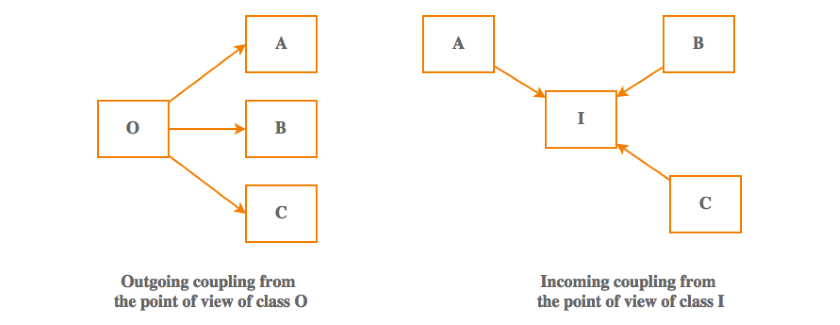 A
O
B
C
Outgoing coupling from
the point of view of class O
A
B
I
C
Incoming coupling from
the point of view of class I